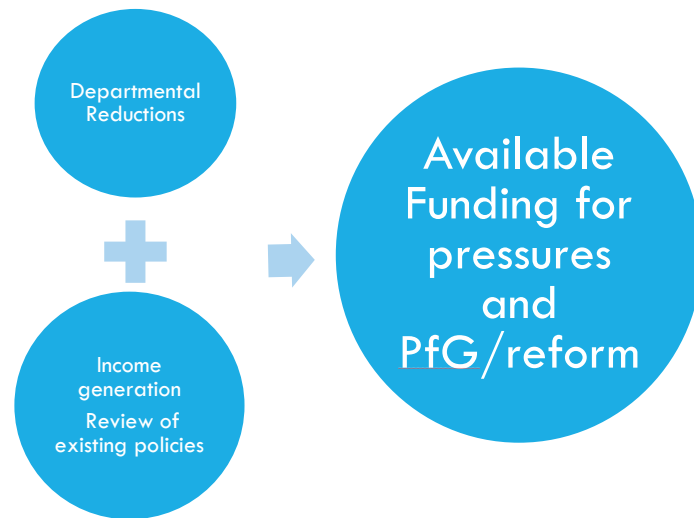 Departmental
Reductions
Income
generation
Review of
existing policies
Available
Funding for
pressures
and
PfG/reform